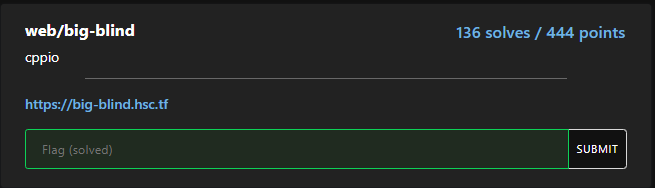 web/big-blind
136 solves / 444 points
cppio
https://big-blind.hsc.tf
Flag (solved)
SUBMIT